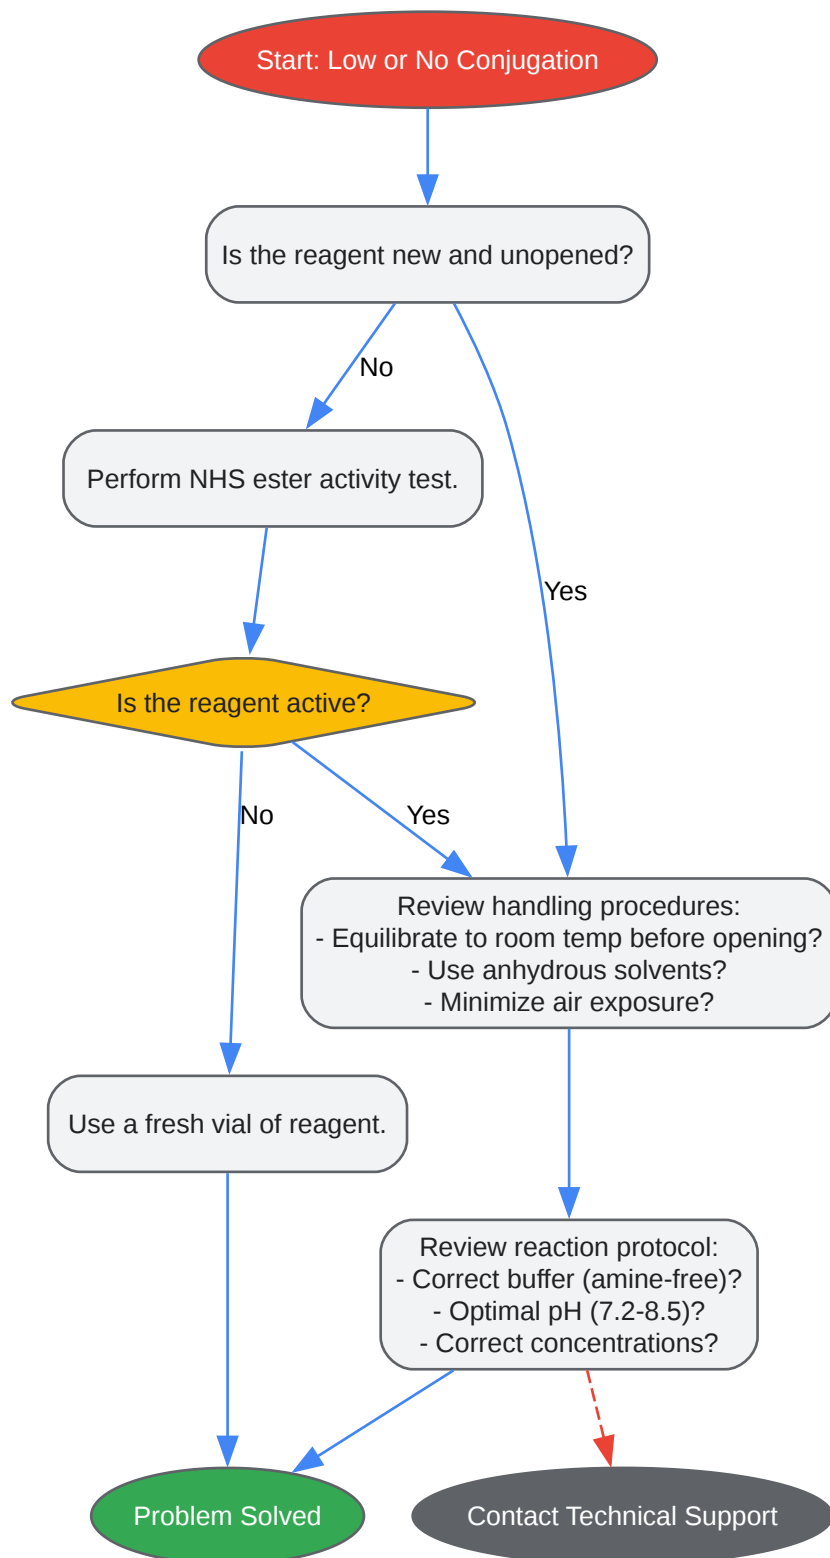 Start: Low or No Conjugation
Is the reagent new and unopened?
No
Perform NHS ester activity test.
Yes
Is the reagent active?
No
Yes
Review handling procedures:
- Equilibrate to room temp before opening?
- Use anhydrous solvents?
- Minimize air exposure?
Use a fresh vial of reagent.
Review reaction protocol:
- Correct buffer (amine-free)?
- Optimal pH (7.2-8.5)?
- Correct concentrations?
Problem Solved
Contact Technical Support